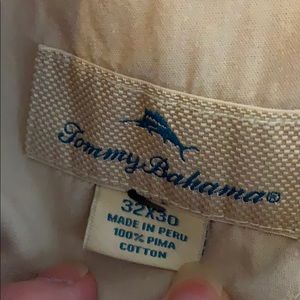 Tommy Bahama®
32X30
MADE IN PERU
100% PIMA
COTTON